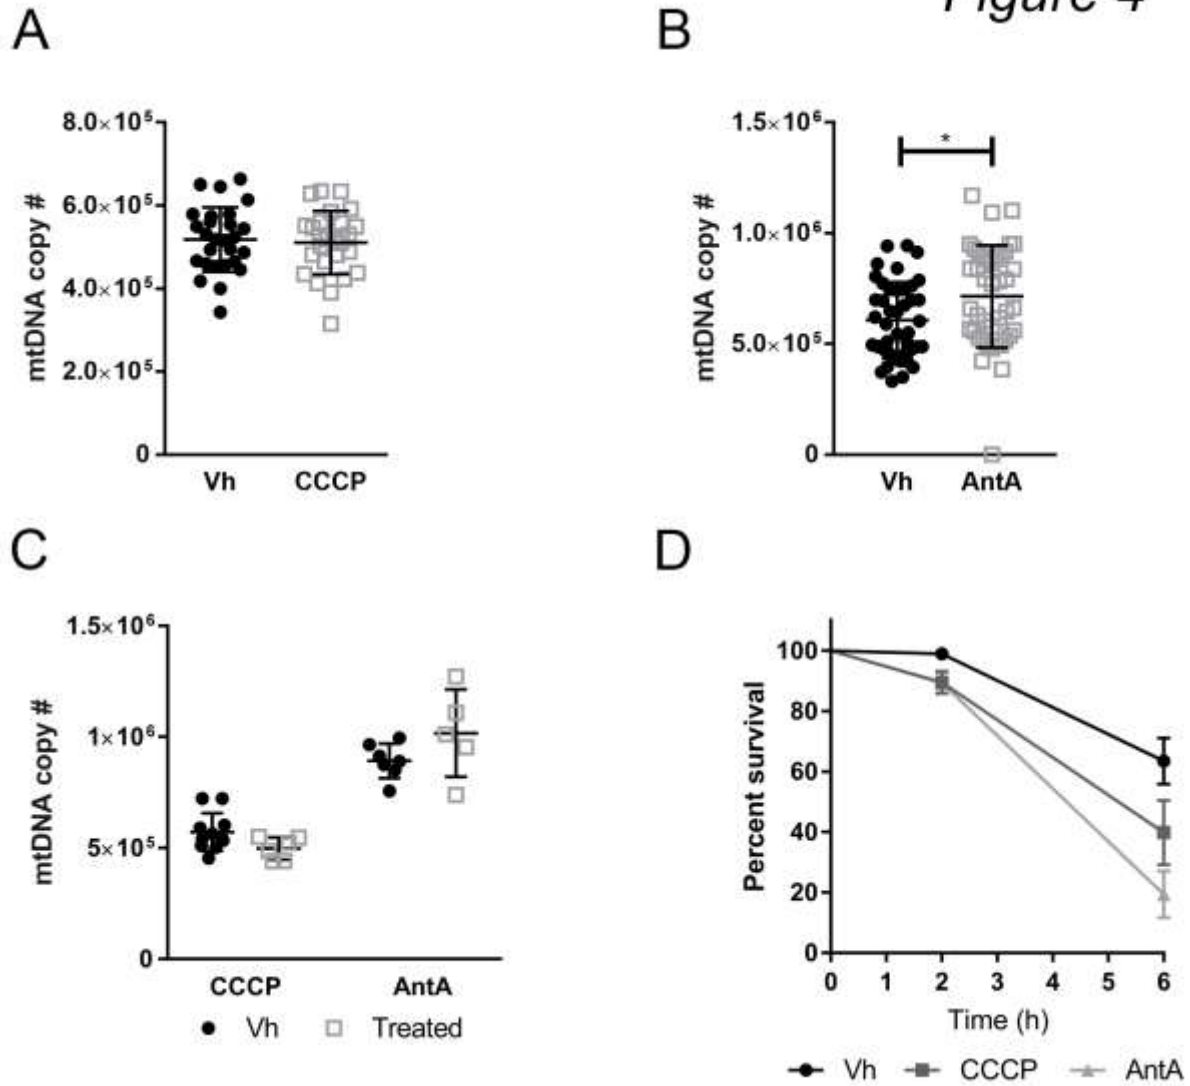 Figure 4
A
8.0×10⁵
6.0×10⁵
4.0×10⁵
2.0×10⁵
0
mtDNA copy #
Vh CCCP
B
1.5×10⁶
1.0×10⁶
5.0×10⁵
0
mtDNA copy #
*
Vh AntA
C
1.5×10⁶
1×10⁶
5×10⁵
0
mtDNA copy #
CCCP AntA
Vh Treated
D
100
80
60
40
20
0
Percent survival
0 1 2 3 4 5 6
Time (h)
Vh CCCP AntA